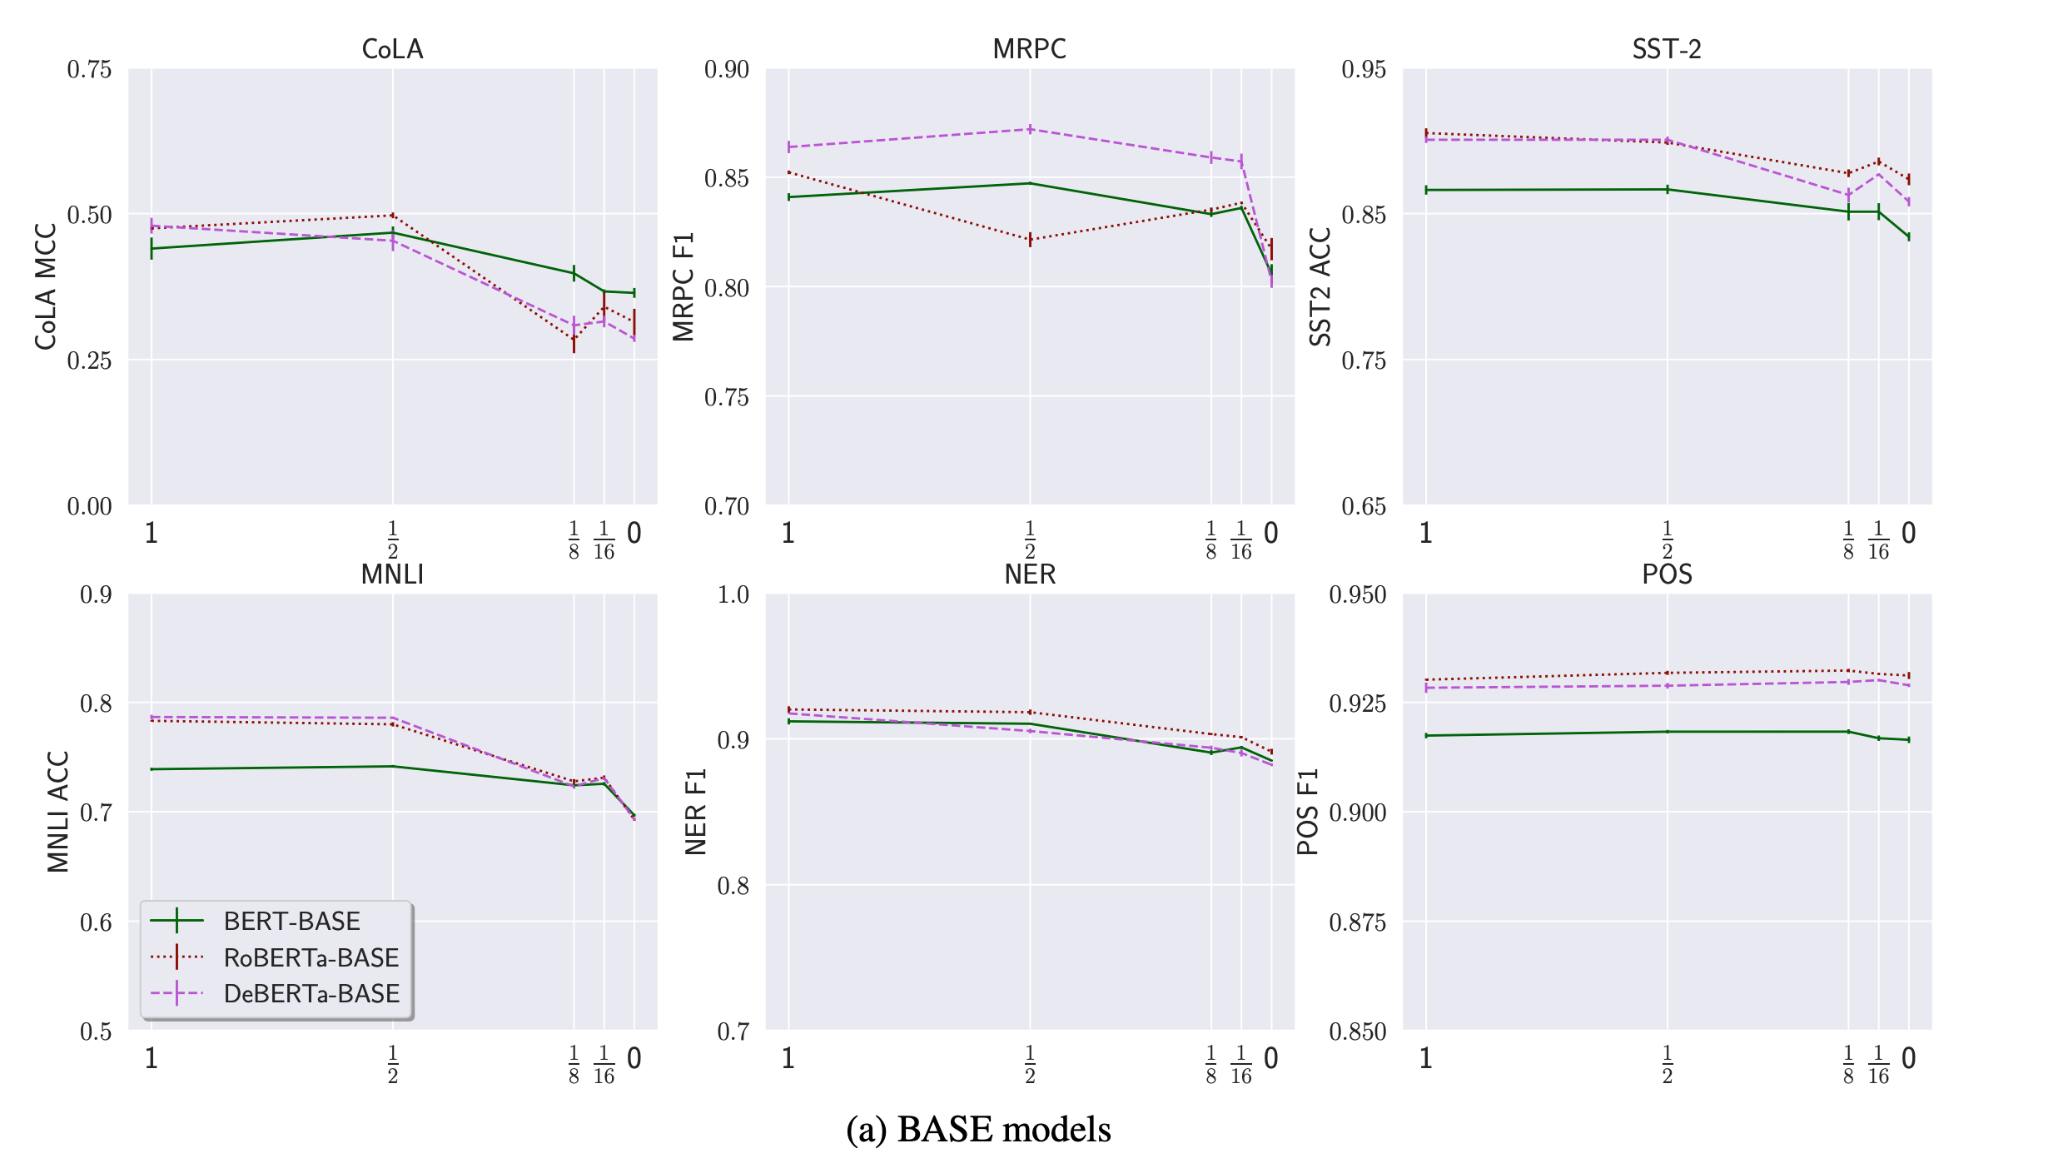 CoLA
CoLA MCC
0.75
0.50
0.25
0.00
1 1/2 1/8 1/16 0
MRPC
MRPC F1
0.90
0.85
0.80
0.75
0.70
1 1/2 1/8 1/16 0
SST-2
SST2 ACC
0.95
0.85
0.75
0.65
1 1/2 1/8 1/16 0
MNLI
MNLI ACC
0.9
0.8
0.7
0.6
0.5
BERT-BASE
RoBERTa-BASE
DeBERTa-BASE
1 1/2 1/8 1/16 0
NER
NER F1
1.0
0.9
0.8
0.7
1 1/2 1/8 1/16 0
POS
POS F1
0.950
0.925
0.900
0.875
0.850
1 1/2 1/8 1/16 0
(a) BASE models